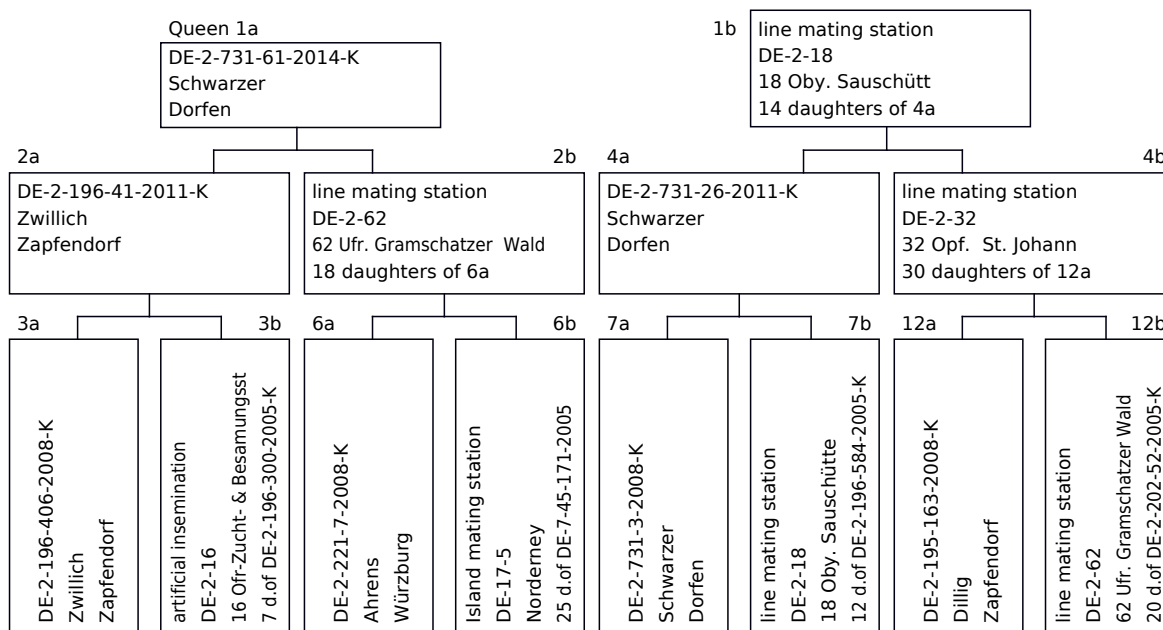 Queen 1a
DE-2-731-61-2014-K
Schwarzer
Dorfen
1b
line mating station
DE-2-18
18 Oby. Sauschütt
14 daughters of 4a
2a
DE-2-196-41-2011-K
Zwillich
Zapfendorf
2b
line mating station
DE-2-62
62 Ufr. Gramschatzer Wald
18 daughters of 6a
4a
DE-2-731-26-2011-K
Schwarzer
Dorfen
4b
line mating station
DE-2-32
32 Opf. St. Johann
30 daughters of 12a
3a
DE-2-196-406-2008-K
Zwillich
Zapfendorf
3b
artificial insemination
DE-2-16
16 Ofr-Zucht- & Besamungsst
7 d.of DE-2-196-300-2005-K
6a
DE-2-221-7-2008-K
Ahrens
Würzburg
6b
Island mating station
DE-17-5
Norderney
25 d.of DE-7-45-171-2005
7a
DE-2-731-3-2008-K
Schwarzer
Dorfen
7b
line mating station
DE-2-18
18 Oby. Sauschütte
12 d.of DE-2-196-584-2005-K
12a
DE-2-195-163-2008-K
Dillig
Zapfendorf
12b
line mating station
DE-2-62
62 Ufr. Gramschatzer Wald
20 d.of DE-2-202-52-2005-K